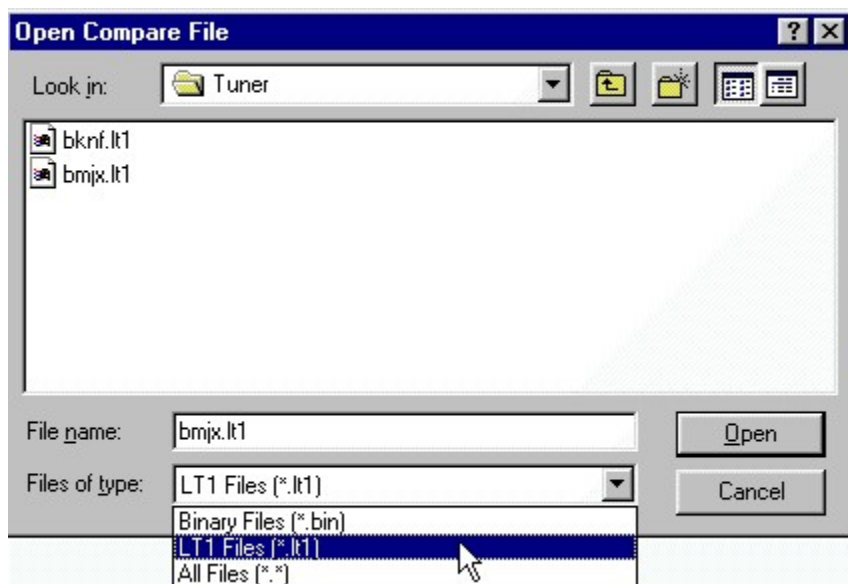 Open Compare File
Look in: Tuner
bknf.lt1
bmjx.lt1
File name: bmjx.lt1 Open
Files of type: LT1 Files (*.lt1) Cancel
Binary Files (*.bin)
LT1 Files (*.lt1)
All Files (*.*)